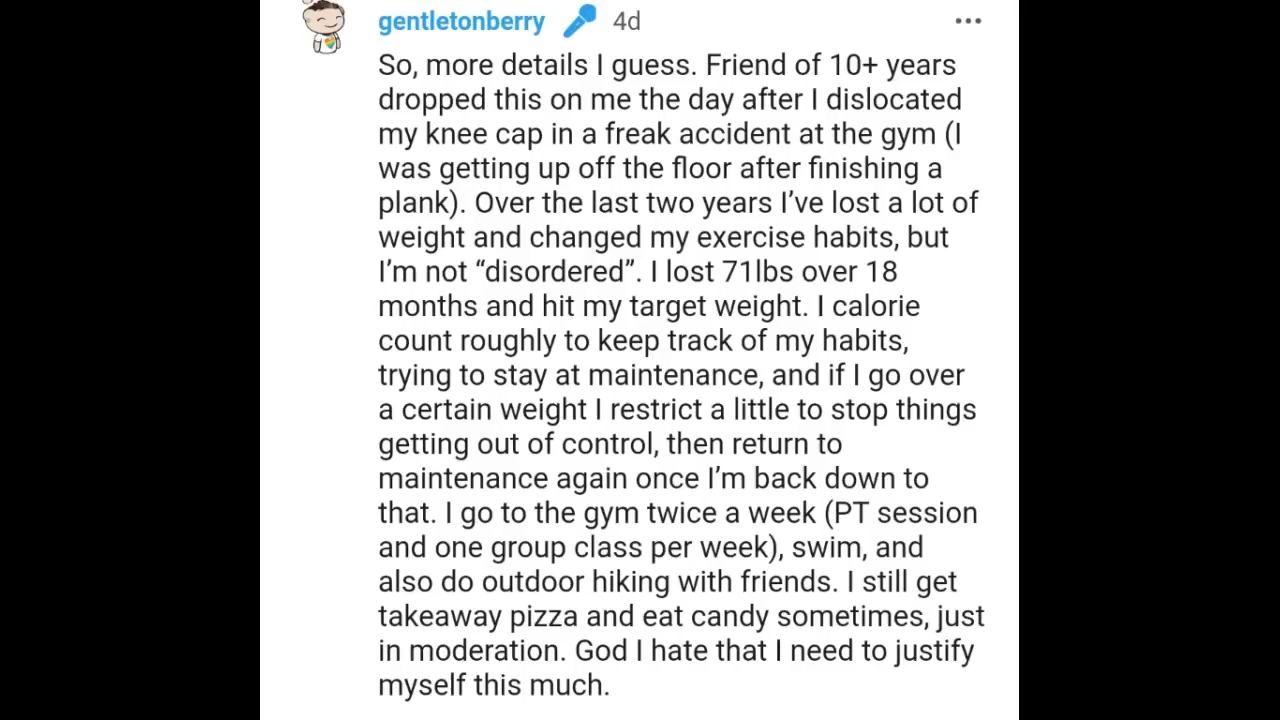 gentletonberry 4d
So, more details I guess. Friend of 10+ years
dropped this on me the day after I dislocated
my knee cap in a freak accident at the gym (I
was getting up off the floor after finishing a
plank). Over the last two years I’ve lost a lot of
weight and changed my exercise habits, but
I’m not “disordered”. I lost 71lbs over 18
months and hit my target weight. I calorie
count roughly to keep track of my habits,
trying to stay at maintenance, and if I go over
a certain weight I restrict a little to stop things
getting out of control, then return to
maintenance again once I’m back down to
that. I go to the gym twice a week (PT session
and one group class per week), swim, and
also do outdoor hiking with friends. I still get
takeaway pizza and eat candy sometimes, just
in moderation. God I hate that I need to justify
myself this much.